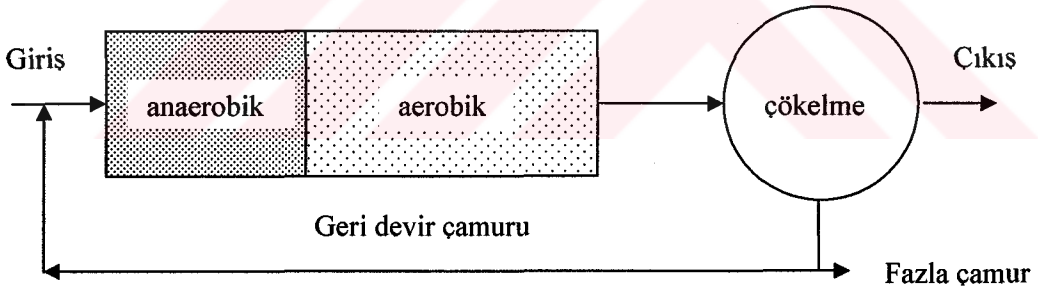 Giriş
anaerobik
aerobik
çökelme
Çıkış
Geri devir çamuru
Fazla çamur